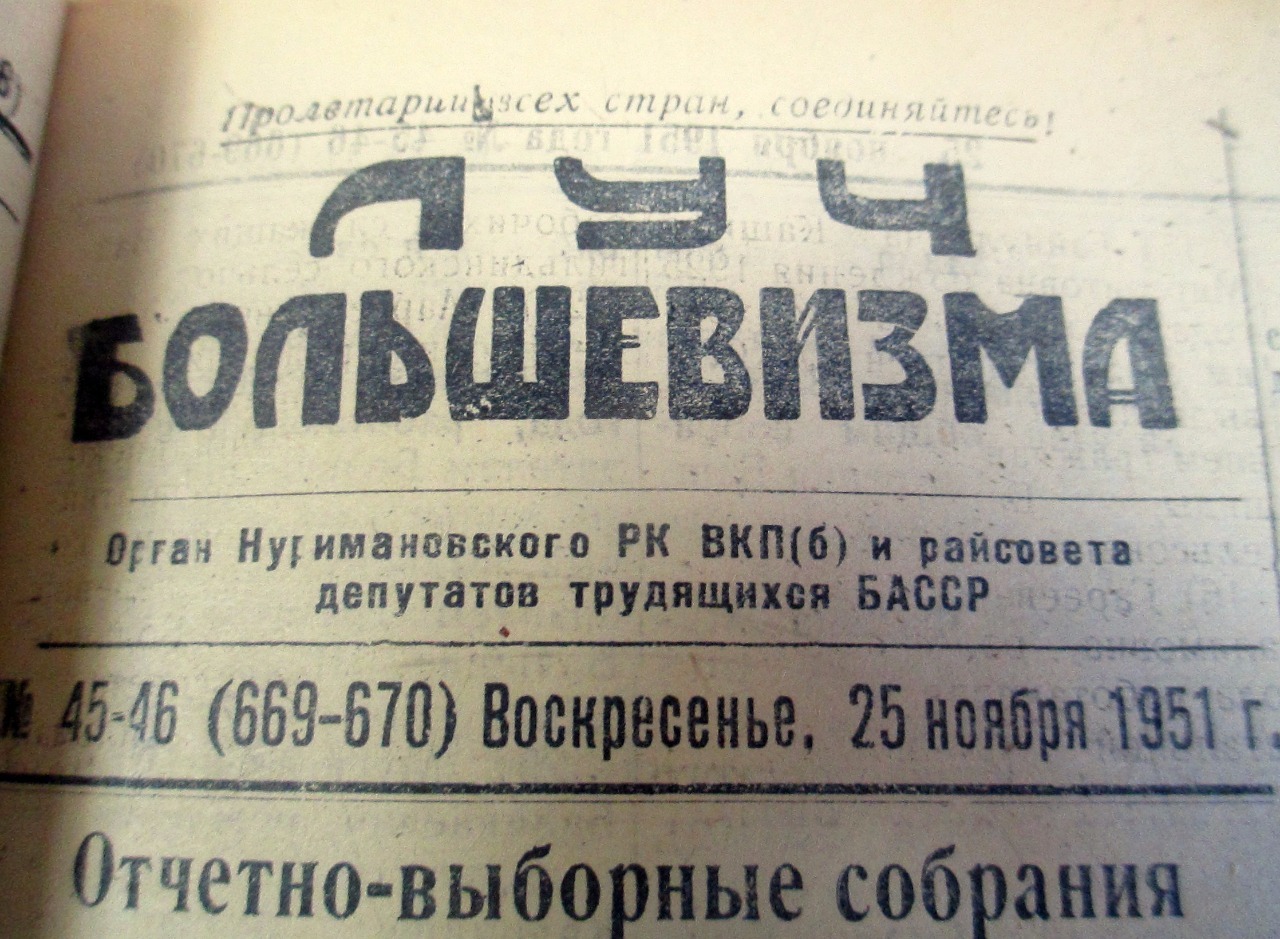 Пролетарии всех стран, соединяйтесь!
ЛУЧ
БОЛЬШЕВИЗМА
Орган Нуримановского РК ВКП(б) и райсовета
депутатов трудящихся БАССР
№ 45-46 (669-670) Воскресенье, 25 ноября 1951 г.
Отчетно-выборные собрания